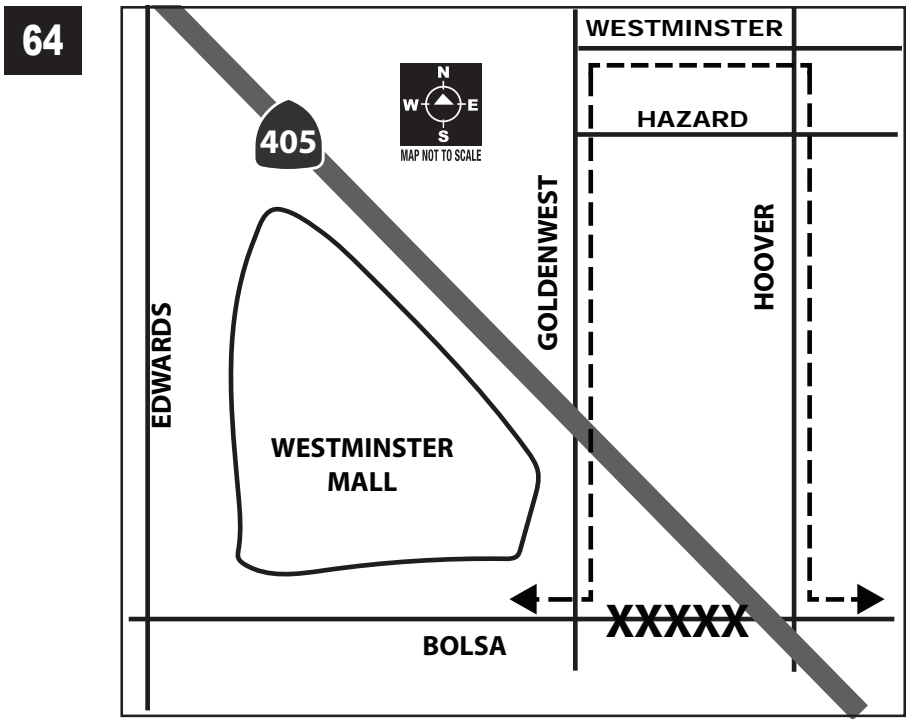 64
WESTMINSTER
N
W E
S
MAP NOT TO SCALE
HAZARD
405
GOLDENWEST
HOOVER
EDWARDS
WESTMINSTER
MALL
XXXXX
BOLSA